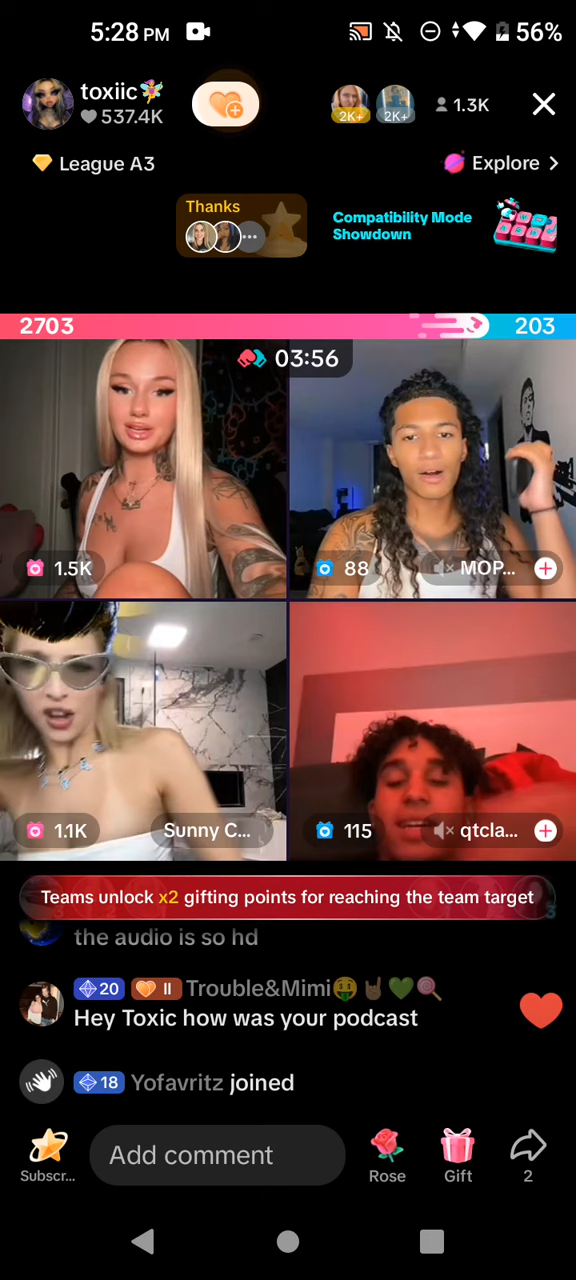 5:28 PM
56%
toxiic🧚
537.4K
2K+
2K+
1.3K
League A3
Explore >
Thanks
Compatibility Mode
Showdown
2703
203
03:56
1.5K
88
MOP...
1.1K
Sunny C...
115
qtcla...
Teams unlock x2 gifting points for reaching the team target
the audio is so hd
20
II
Trouble&Mimi🤑🤘🏽💚🍭
Hey Toxic how was your podcast
18
Yofavritz joined
Subscr...
Add comment
Rose
Gift
2